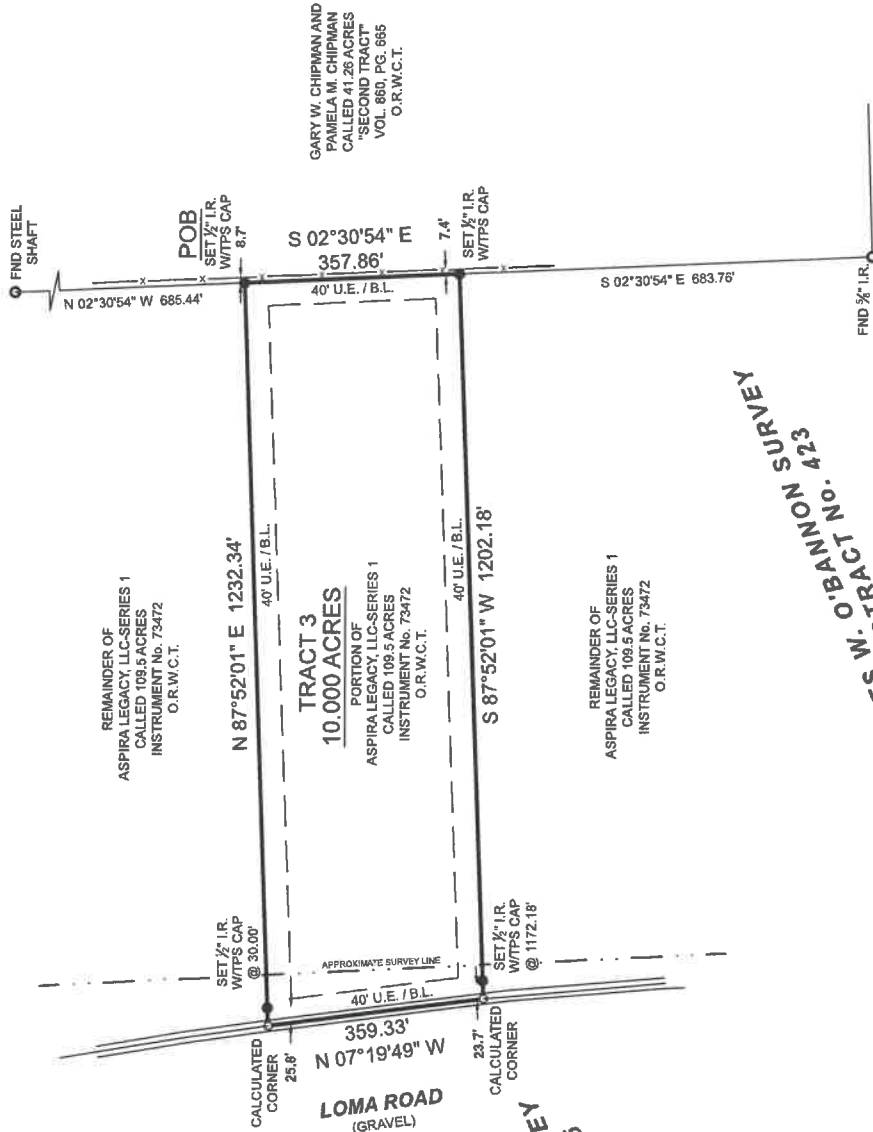 FND STEEL
SHAFT
GARY W. CHIPMAN AND
PAMELA M. CHIPMAN
CALLED 41.26 ACRES
"SECOND TRACT"
VOL. 860, PG. 665
O.R.W.C.T.
POB
SET ½" I.R.
W/TPS CAP
8.7'
N 02°30'54" W 685.44'
S 02°30'54" E
357.86'
40' U.E. / B.L.
7.4'
SET ½" I.R.
W/TPS CAP
S 02°30'54" E 683.76'
FND ⅝" I.R.
REMAINDER OF
ASPIRA LEGACY, LLC-SERIES 1
CALLED 109.5 ACRES
INSTRUMENT No. 73472
O.R.W.C.T.
N 87°52'01" E 1232.34'
40' U.E. / B.L.
TRACT 3
10.000 ACRES
PORTION OF
ASPIRA LEGACY, LLC-SERIES 1
CALLED 109.5 ACRES
INSTRUMENT No. 73472
O.R.W.C.T.
40' U.E. / B.L.
S 87°52'01" W 1202.18'
REMAINDER OF
ASPIRA LEGACY, LLC-SERIES 1
CALLED 109.5 ACRES
INSTRUMENT No. 73472
O.R.W.C.T.
W. O'BANNON SURVEY
No. 423
SET ½" I.R.
W/TPS CAP
@ 30.00'
APPROXIMATE SURVEY LINE
SET ½" I.R.
W/TPS CAP
@ 1172.18'
40' U.E. / B.L.
CALCULATED
CORNER
25.8'
359.33'
N 07°19'49" W
23.7'
CALCULATED
CORNER
LOMA ROAD
(GRAVEL)